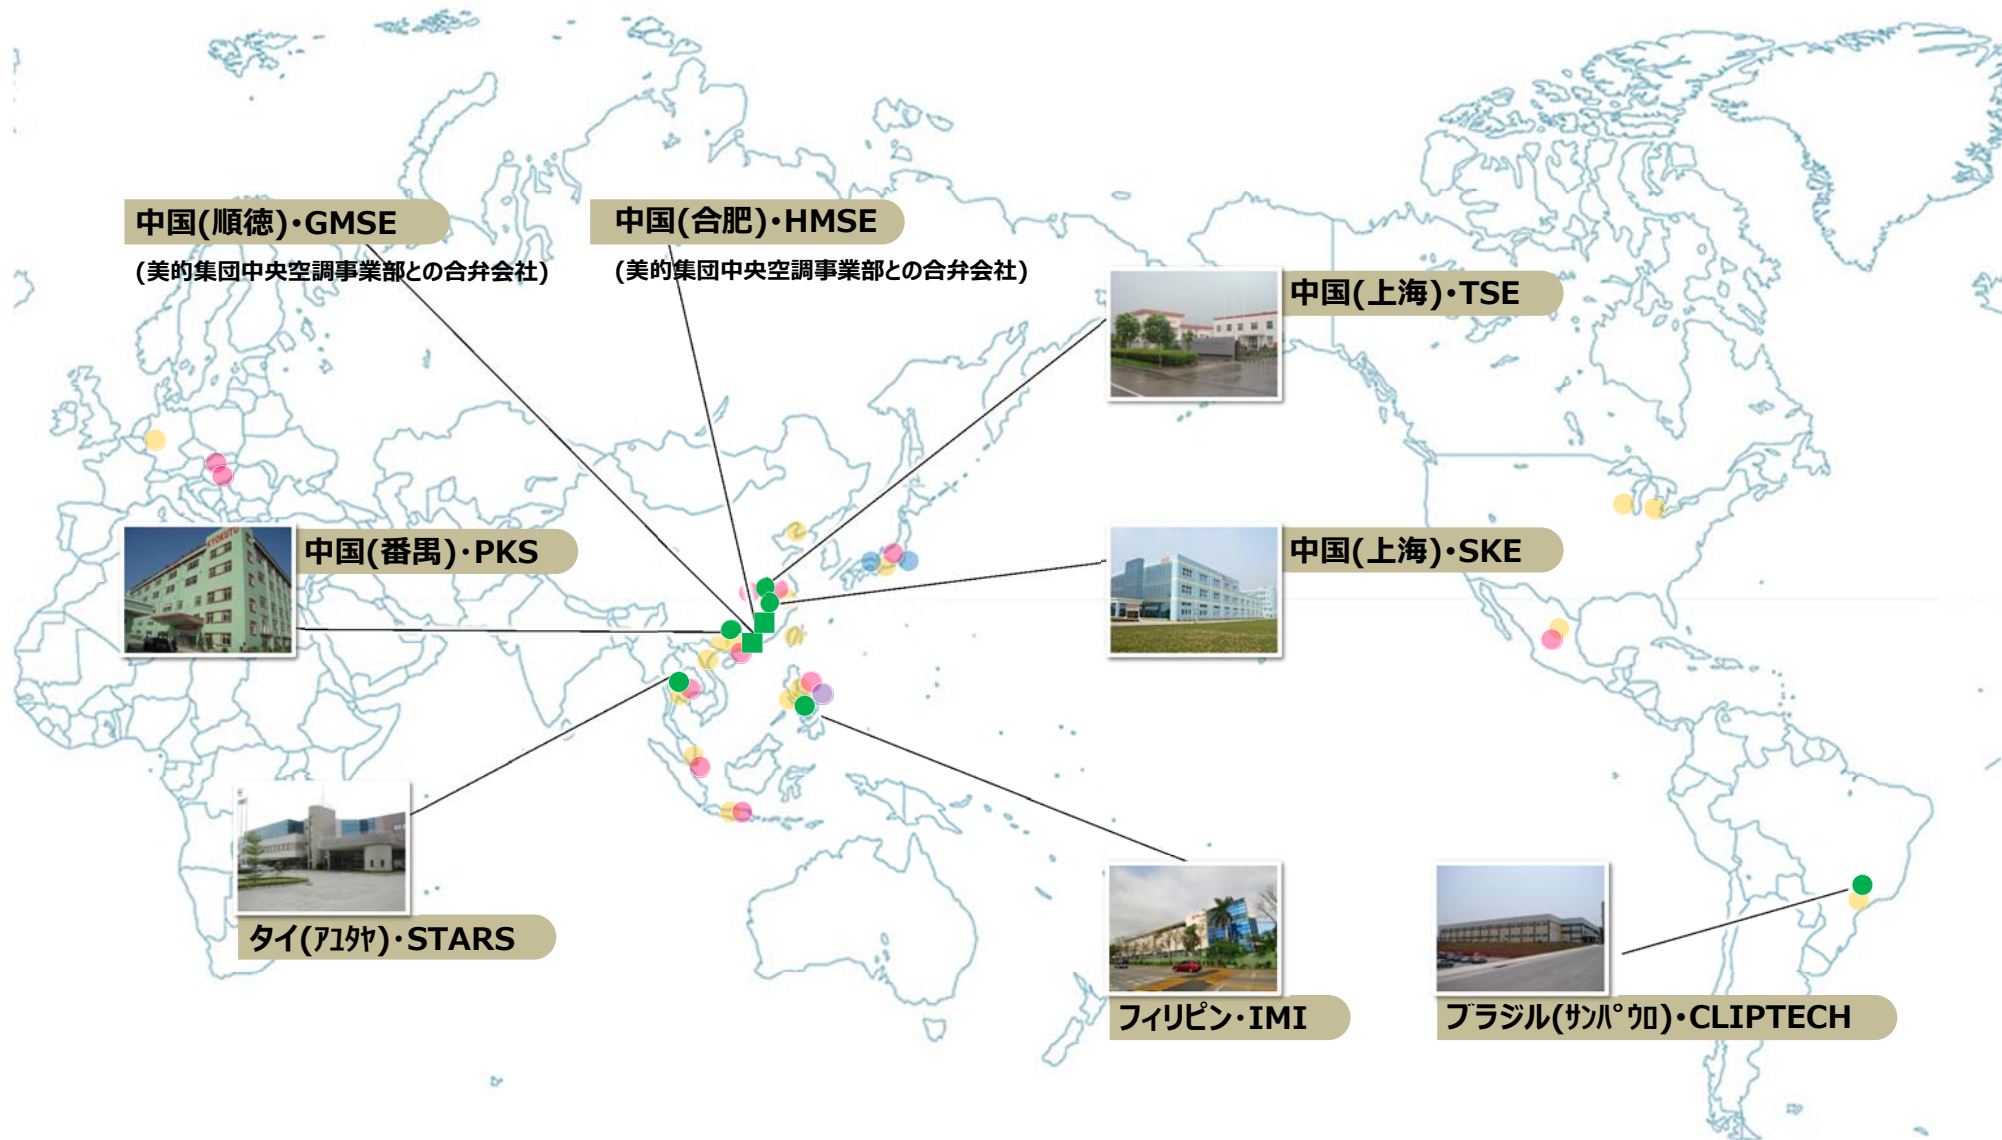 中国(順徳)・GMSE
(美的集団中央空調事業部との合弁会社)
中国(合肥)・HMSE
(美的集団中央空調事業部との合弁会社)
中国(上海)・TSE
中国(番禺)・PKS
中国(上海)・SKE
タイ(ｱﾕﾀﾔ)・STARS
フィリピン・IMI
ブラジル(ｻﾝﾊﾟｳﾛ)・CLIPTECH